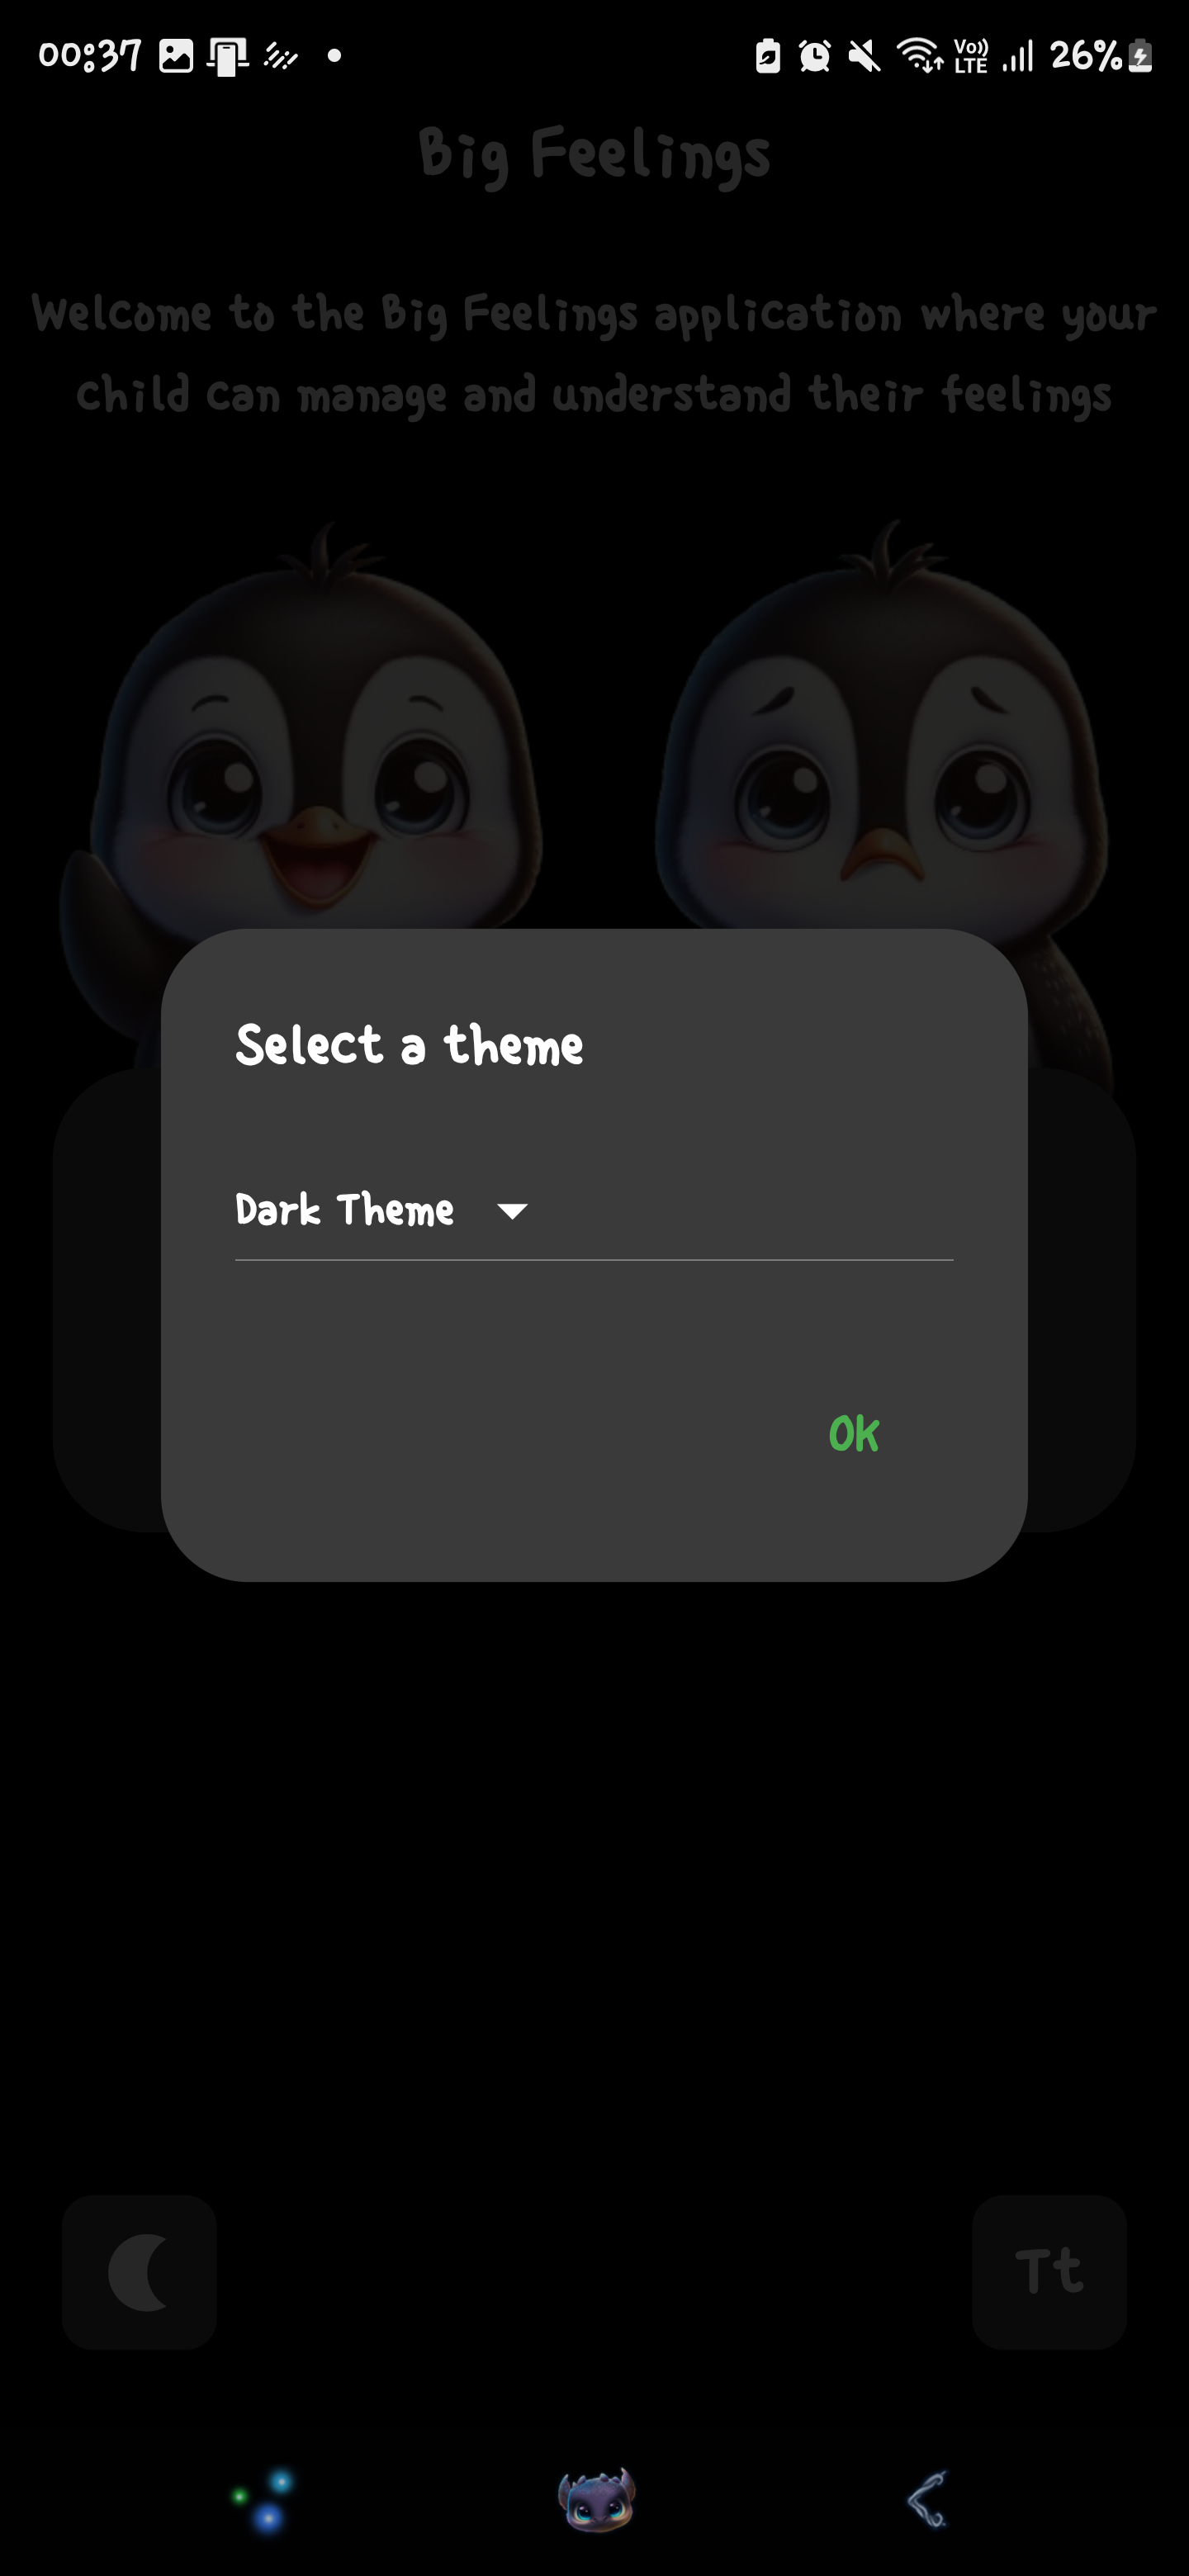 00:37
Vo))
LTE
26%
Big Feelings
Welcome to the Big Feelings application where your
child can manage and understand their feelings
Select a theme
Dark Theme
OK
Tt